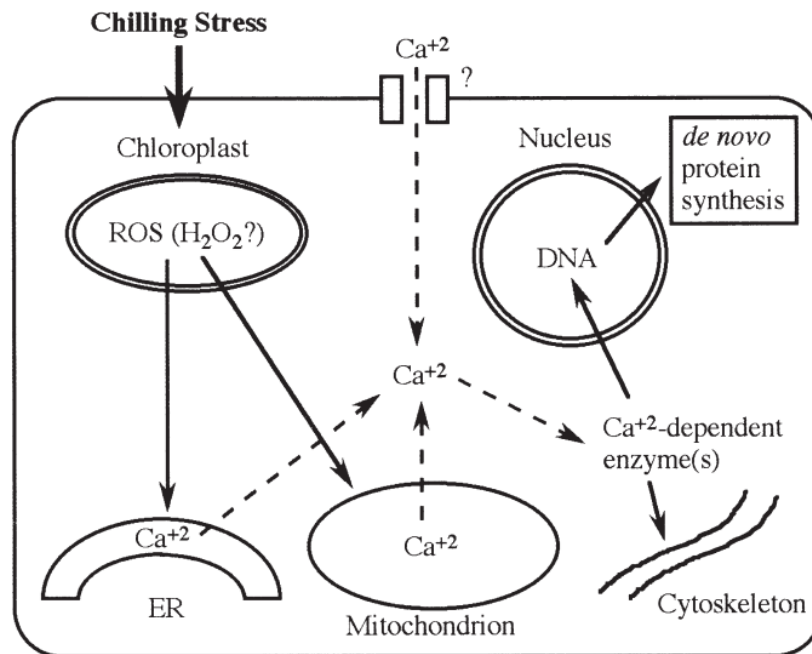 Chilling Stress
Ca+2
?
Chloroplast
Nucleus
de novo
protein
synthesis
ROS (H2O2?)
DNA
Ca+2
Ca+2-dependent
enzyme(s)
Ca+2
Ca+2
ER
Mitochondrion
Cytoskeleton